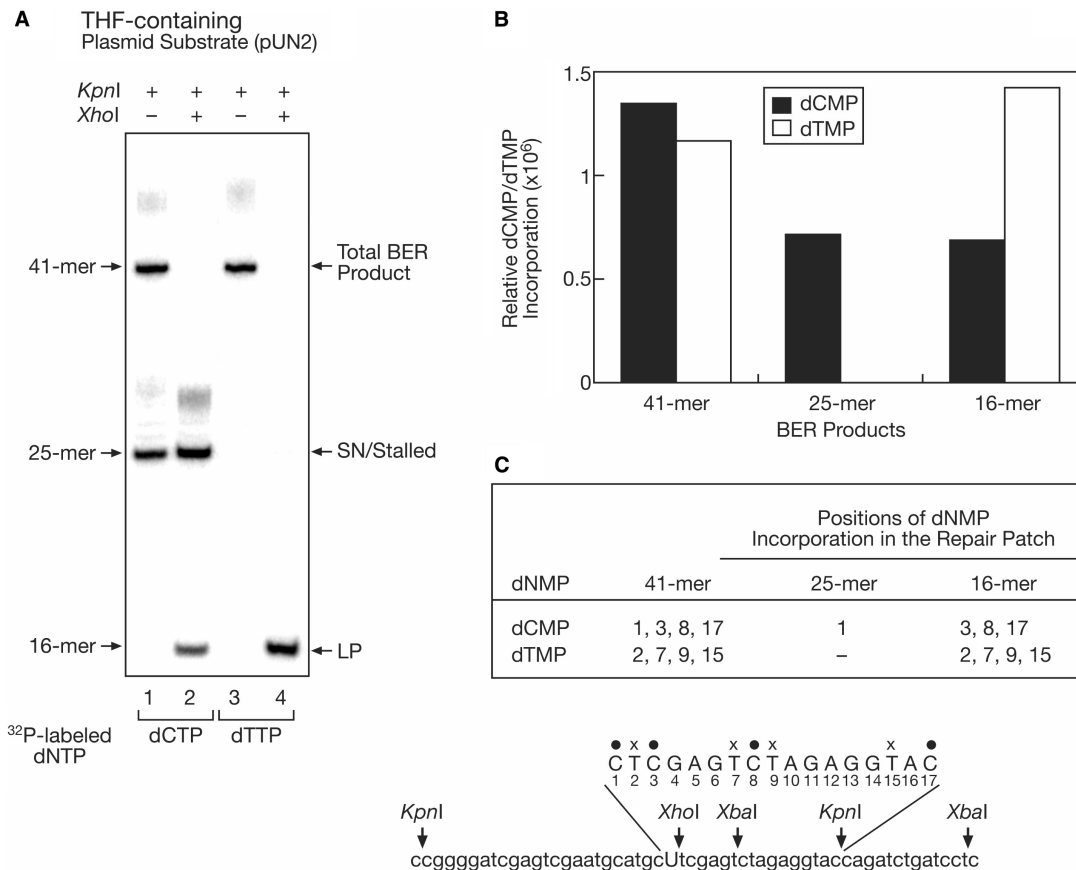 A
THF-containing
Plasmid Substrate (pUN2)
KpnI + + + +
XhoI – + – +
41-mer
Total BER
Product
25-mer
SN/Stalled
16-mer
LP
1 2 3 4
32P-labeled
dNTP
dCTP dTTP
B
Relative dCMP/dTMP
Incorporation (x10⁶)
1.5
1
0.5
0
dCMP
dTMP
41-mer 25-mer 16-mer
BER Products
C
Positions of dNMP
Incorporation in the Repair Patch
dNMP 41-mer 25-mer 16-mer
dCMP 1, 3, 8, 17 1 3, 8, 17
dTMP 2, 7, 9, 15 – 2, 7, 9, 15
● x ● x ● x x ●
C T C G A G T C T A G A G G T A C
1 2 3 4 5 6 7 8 9 10 11 12 13 14 15 16 17
KpnI XhoI XbaI KpnI XbaI
ccggggatcgagtcgaatgcatgcUtcgagtctagaggtaccagatctgatcctc